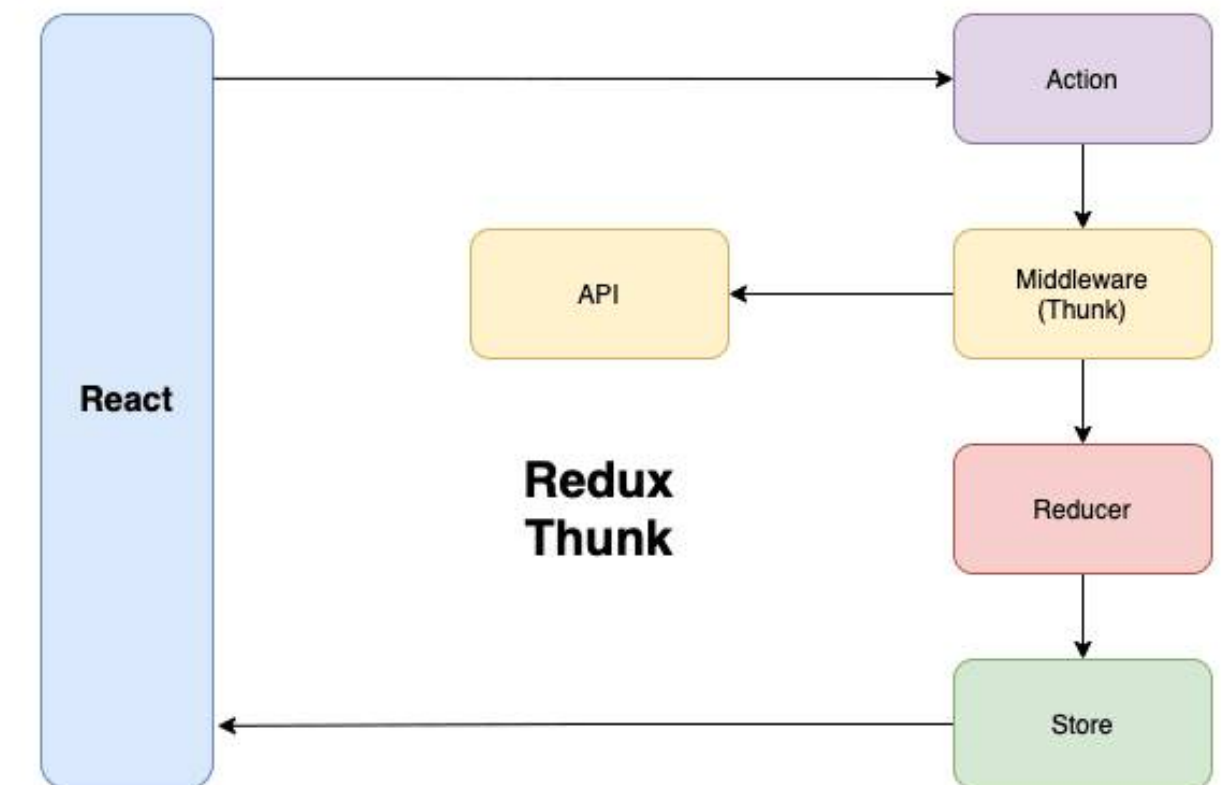 Action
API
Middleware
(Thunk)
React
Redux
Thunk
Reducer
Store